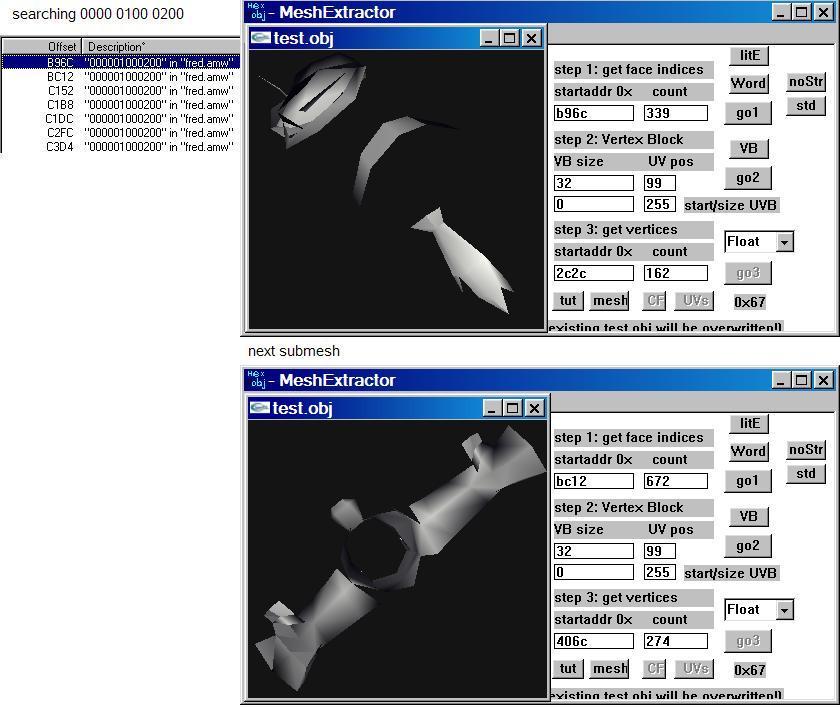 searching 0000 0100 0200
Offset Description^
B96C "000001000200" in "fred.amw"
BC12 "000001000200" in "fred.amw"
C152 "000001000200" in "fred.amw"
C1B8 "000001000200" in "fred.amw"
C1DC "000001000200" in "fred.amw"
C2FC "000001000200" in "fred.amw"
C3D4 "000001000200" in "fred.amw"
Hex obj - MeshExtractor
test.obj
litE
step 1: get face indices
Word noStr
startaddr 0x count
std
b96c 339 go1
step 2: Vertex Block
VB
VB size UV pos
32 99 go2
0 255 start/size UVB
step 3: get vertices
Float
startaddr 0x count
2c2c 162 go3
tut mesh CF UVs 0x67
existing test.obj will be overwritten!)
next submesh
Hex obj - MeshExtractor
test.obj
litE
step 1: get face indices
Word noStr
startaddr 0x count
std
bc12 672 go1
step 2: Vertex Block
VB
VB size UV pos
32 99 go2
0 255 start/size UVB
step 3: get vertices
Float
startaddr 0x count
406c 274 go3
tut mesh CF UVs 0x67
existing test.obj will be overwritten!)